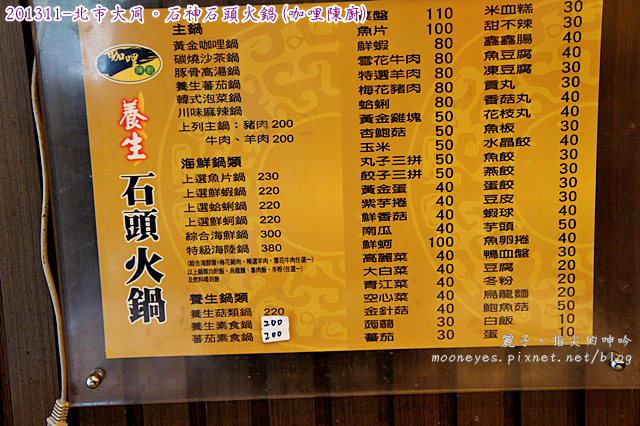 201311-北市大同。石神石頭火鍋(咖哩陳廚)
咖哩
陳廚
養生
石頭火鍋
主鍋
黃金咖哩鍋
碳燒沙茶鍋
豚骨高湯鍋
養生蕃茄鍋
韓式泡菜鍋
川味麻辣鍋
上列主鍋：豬肉200
牛肉、羊肉200
海鮮鍋類
上選魚片鍋 230
上選鮮蝦鍋 220
上選蛤蜊鍋 220
上選鮮蚵鍋 220
綜合海鮮鍋 300
特級海陸鍋 380
養生鍋類
養生菇類鍋 220
養生素食鍋 200
蕃茄素食鍋 200
盤 110
魚片 100
鮮蝦 80
雪花牛肉 80
特選羊肉 80
梅花豬肉 80
蛤蜊 80
黃金雞塊 50
杏鮑菇 50
玉米 50
丸子三拼 50
餃子三拼 50
黃金蛋 40
紫芋捲 40
鮮香菇 40
南瓜 40
鮮蚵 100
高麗菜 40
大白菜 40
青江菜 40
空心菜 40
金針菇 40
蒟蒻 30
蕃茄 30
米血糕 30
甜不辣 30
鑫鑫腸 40
魚豆腐 40
凍豆腐 30
貢丸 30
香菇丸 40
花枝丸 40
魚板 30
水晶餃 40
魚餃 30
燕餃 30
蛋餃 30
豆皮 30
蝦球 40
芋頭 50
魚卵捲 40
鴨血盤 30
豆腐 20
冬粉 20
烏龍麵 20
鮑魚菇 50
白飯 10
蛋 10
麗子。指尖的呻吟
mooneyes.pixnet.net/blog